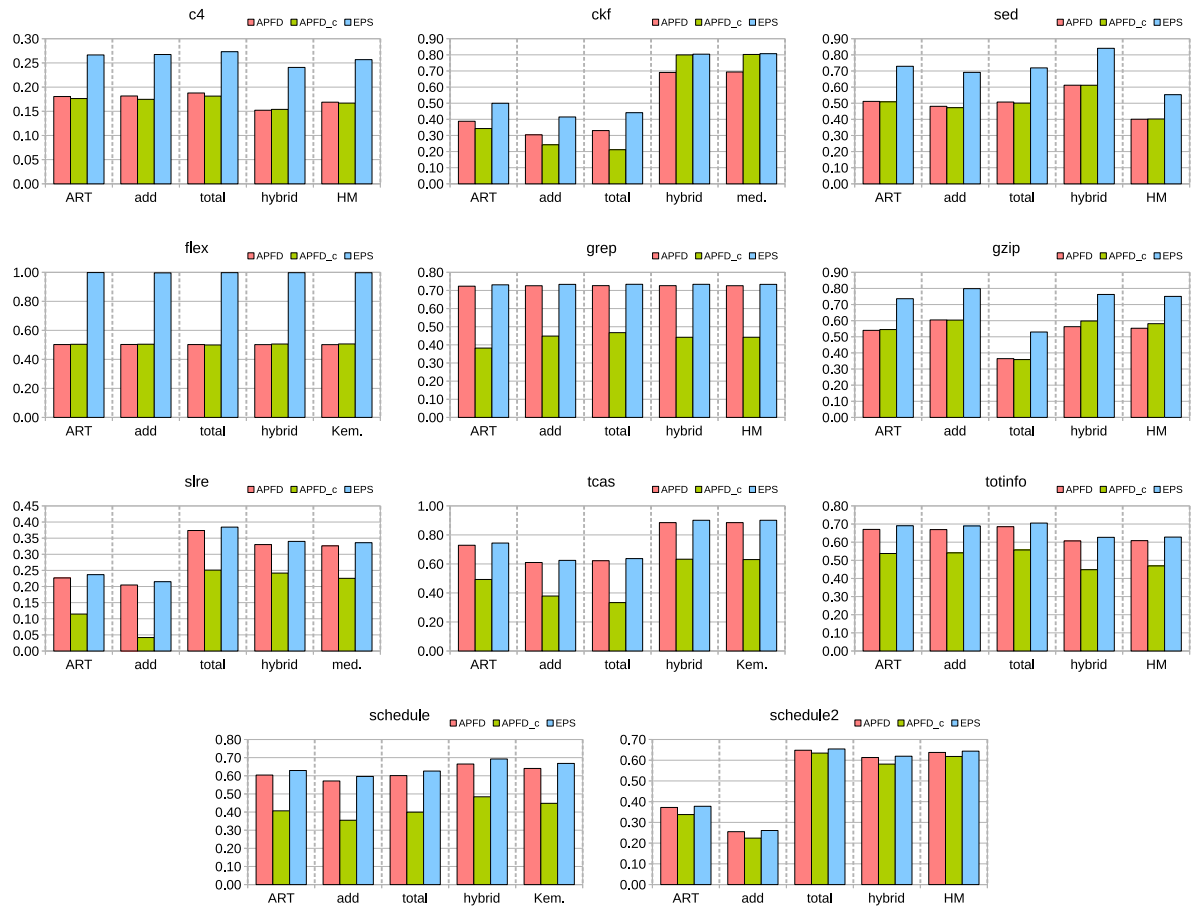 c4
APFD APFD_c EPS
0.30
0.25
0.20
0.15
0.10
0.05
0.00
ART add total hybrid HM
ckf
APFD APFD_c EPS
0.90
0.80
0.70
0.60
0.50
0.40
0.30
0.20
0.10
0.00
ART add total hybrid med.
sed
APFD APFD_c EPS
0.90
0.80
0.70
0.60
0.50
0.40
0.30
0.20
0.10
0.00
ART add total hybrid HM
flex
APFD APFD_c EPS
1.00
0.80
0.60
0.40
0.20
0.00
ART add total hybrid Kem.
grep
APFD APFD_c EPS
0.80
0.70
0.60
0.50
0.40
0.30
0.20
0.10
0.00
ART add total hybrid HM
gzip
APFD APFD_c EPS
0.90
0.80
0.70
0.60
0.50
0.40
0.30
0.20
0.10
0.00
ART add total hybrid HM
slre
APFD APFD_c EPS
0.45
0.40
0.35
0.30
0.25
0.20
0.15
0.10
0.05
0.00
ART add total hybrid med.
tcas
APFD APFD_c EPS
1.00
0.80
0.60
0.40
0.20
0.00
ART add total hybrid Kem.
totinfo
APFD APFD_c EPS
0.80
0.70
0.60
0.50
0.40
0.30
0.20
0.10
0.00
ART add total hybrid HM
schedule
APFD APFD_c EPS
0.80
0.70
0.60
0.50
0.40
0.30
0.20
0.10
0.00
ART add total hybrid Kem.
schedule2
APFD APFD_c EPS
0.70
0.60
0.50
0.40
0.30
0.20
0.10
0.00
ART add total hybrid HM